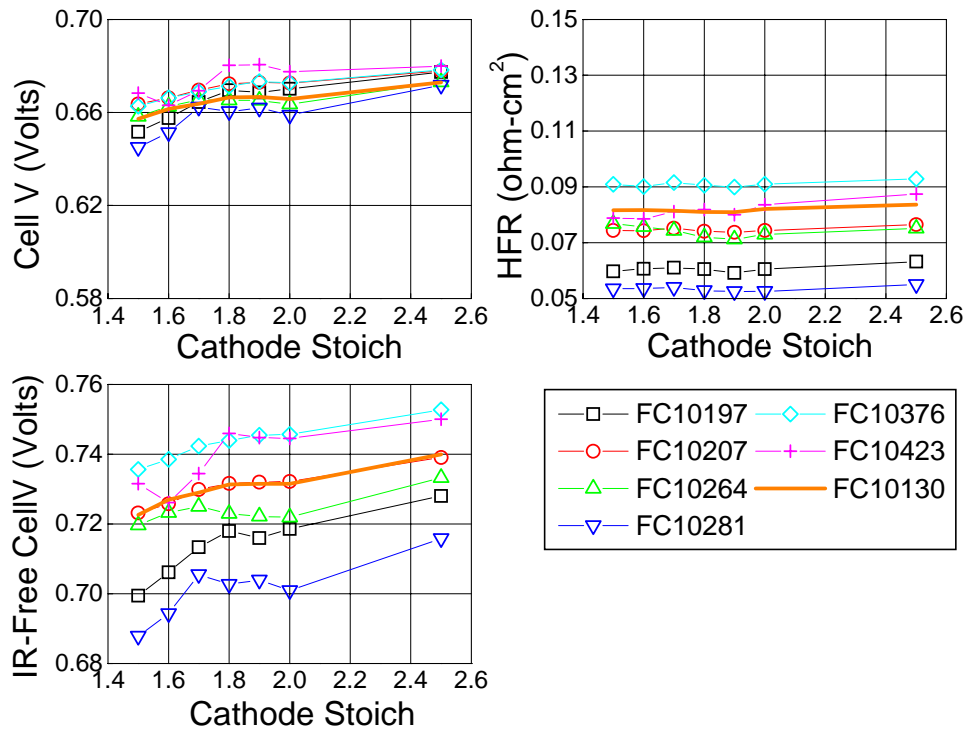 0.70
0.66
0.62
0.58
Cell V (Volts)
1.4 1.6 1.8 2.0 2.2 2.4 2.6
Cathode Stoich
0.15
0.13
0.11
0.09
0.07
0.05
HFR (ohm-cm²)
1.4 1.6 1.8 2.0 2.2 2.4 2.6
Cathode Stoich
0.76
0.74
0.72
0.70
0.68
IR-Free CellV (Volts)
1.4 1.6 1.8 2.0 2.2 2.4 2.6
Cathode Stoich
FC10197 FC10376
FC10207 FC10423
FC10264 FC10130
FC10281